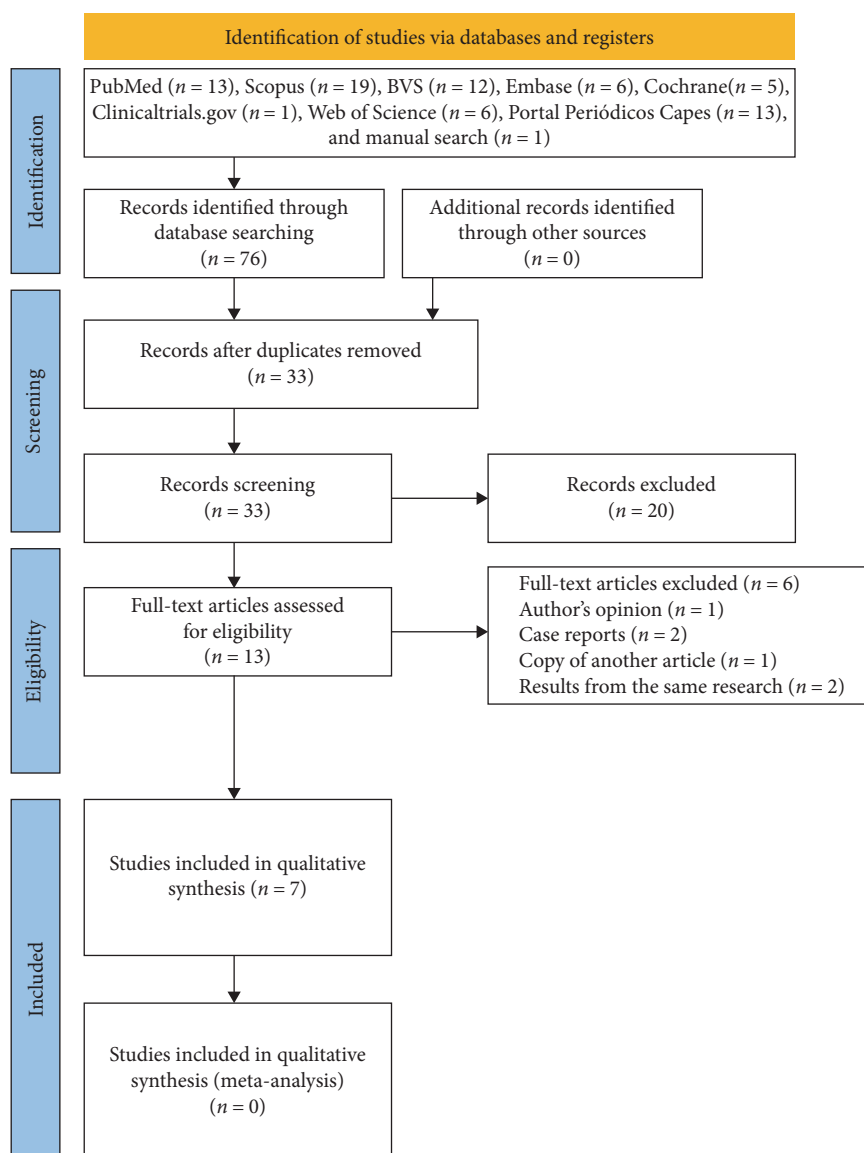 Identification of studies via databases and registers
Identification
PubMed (n = 13), Scopus (n = 19), BVS (n = 12), Embase (n = 6), Cochrane(n = 5),
Clinicaltrials.gov (n = 1), Web of Science (n = 6), Portal Periódicos Capes (n = 13),
and manual search (n = 1)
Records identified through
database searching
(n = 76)
Additional records identified
through other sources
(n = 0)
Screening
Records after duplicates removed
(n = 33)
Records screening
(n = 33)
Records excluded
(n = 20)
Eligibility
Full-text articles assessed
for eligibility
(n = 13)
Full-text articles excluded (n = 6)
Author's opinion (n = 1)
Case reports (n = 2)
Copy of another article (n = 1)
Results from the same research (n = 2)
Included
Studies included in qualitative
synthesis (n = 7)
Studies included in qualitative
synthesis (meta-analysis)
(n = 0)